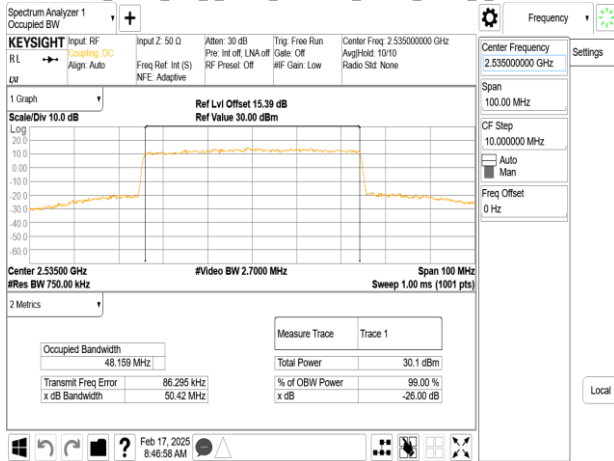 Spectrum Analyzer 1
Occupied BW
Frequency
KEYSIGHT Input: RF
RL
Coupling: DC
Align: Auto
LXI
Input Z: 50 Ω
Freq Ref: Int (S)
NFE: Adaptive
Atten: 30 dB
Pre: Int off, LNA off
RF Presel: Off
Trig: Free Run
Gate: Off
#IF Gain: Low
Center Freq: 2.535000000 GHz
Avg|Hold: 10/10
Radio Std: None
Center Frequency
2.535000000 GHz
Settings
Span
100.00 MHz
CF Step
10.000000 MHz
Auto
Man
Freq Offset
0 Hz
Local
1 Graph
Scale/Div 10.0 dB
Ref Lvl Offset 15.39 dB
Ref Value 30.00 dBm
Log
20.0
10.0
0.00
-10.0
-20.0
-30.0
-40.0
-50.0
-60.0
Center 2.53500 GHz
#Res BW 750.00 kHz
#Video BW 2.7000 MHz
Span 100 MHz
Sweep 1.00 ms (1001 pts)
2 Metrics
Measure Trace Trace 1
Occupied Bandwidth
48.159 MHz
Total Power 30.1 dBm
Transmit Freq Error 86.295 kHz
% of OBW Power 99.00 %
x dB Bandwidth 50.42 MHz
x dB -26.00 dB
Feb 17, 2025
8:46:58 AM